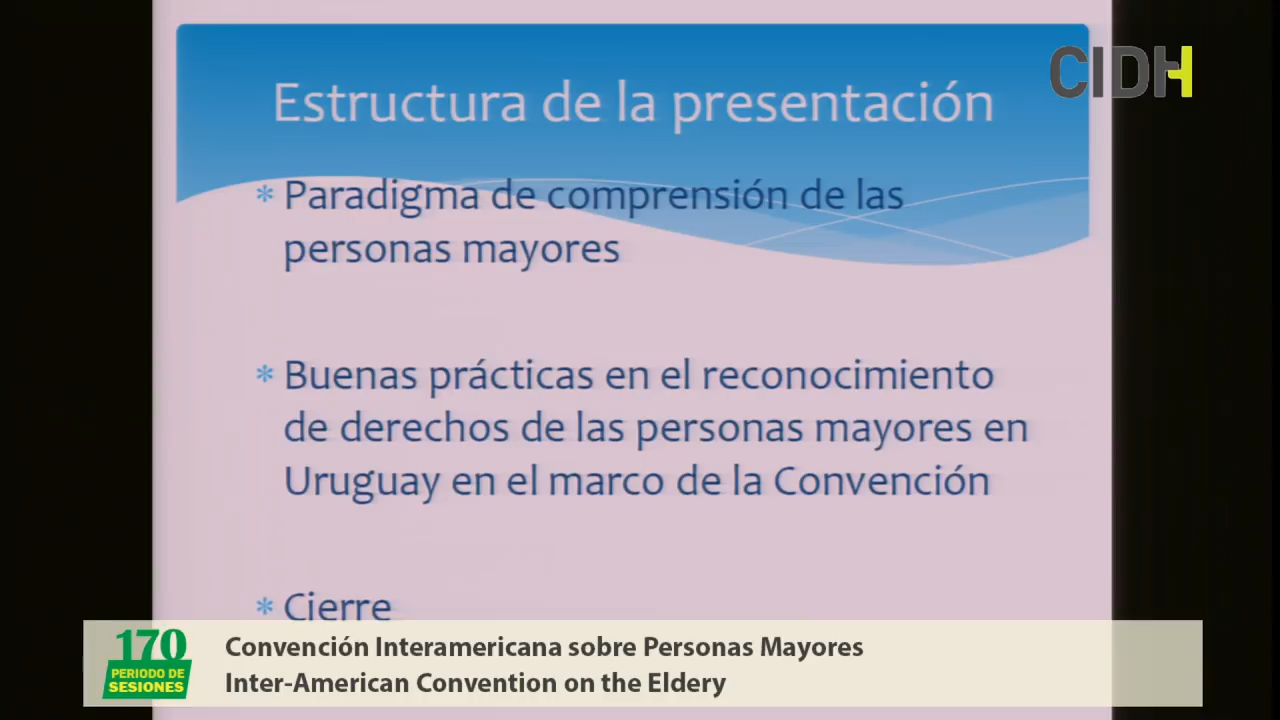 CIDH
Estructura de la presentación
* Paradigma de comprensión de las
personas mayores
* Buenas prácticas en el reconocimiento
de derechos de las personas mayores en
Uruguay en el marco de la Convención
* Cierre
170
PERIODO DE
SESIONES
Convención Interamericana sobre Personas Mayores
Inter-American Convention on the Eldery